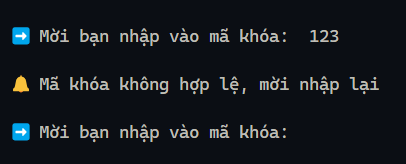 ➡️ Mời bạn nhập vào mã khóa:  123
🔔 Mã khóa không hợp lệ, mời nhập lại
➡️ Mời bạn nhập vào mã khóa: